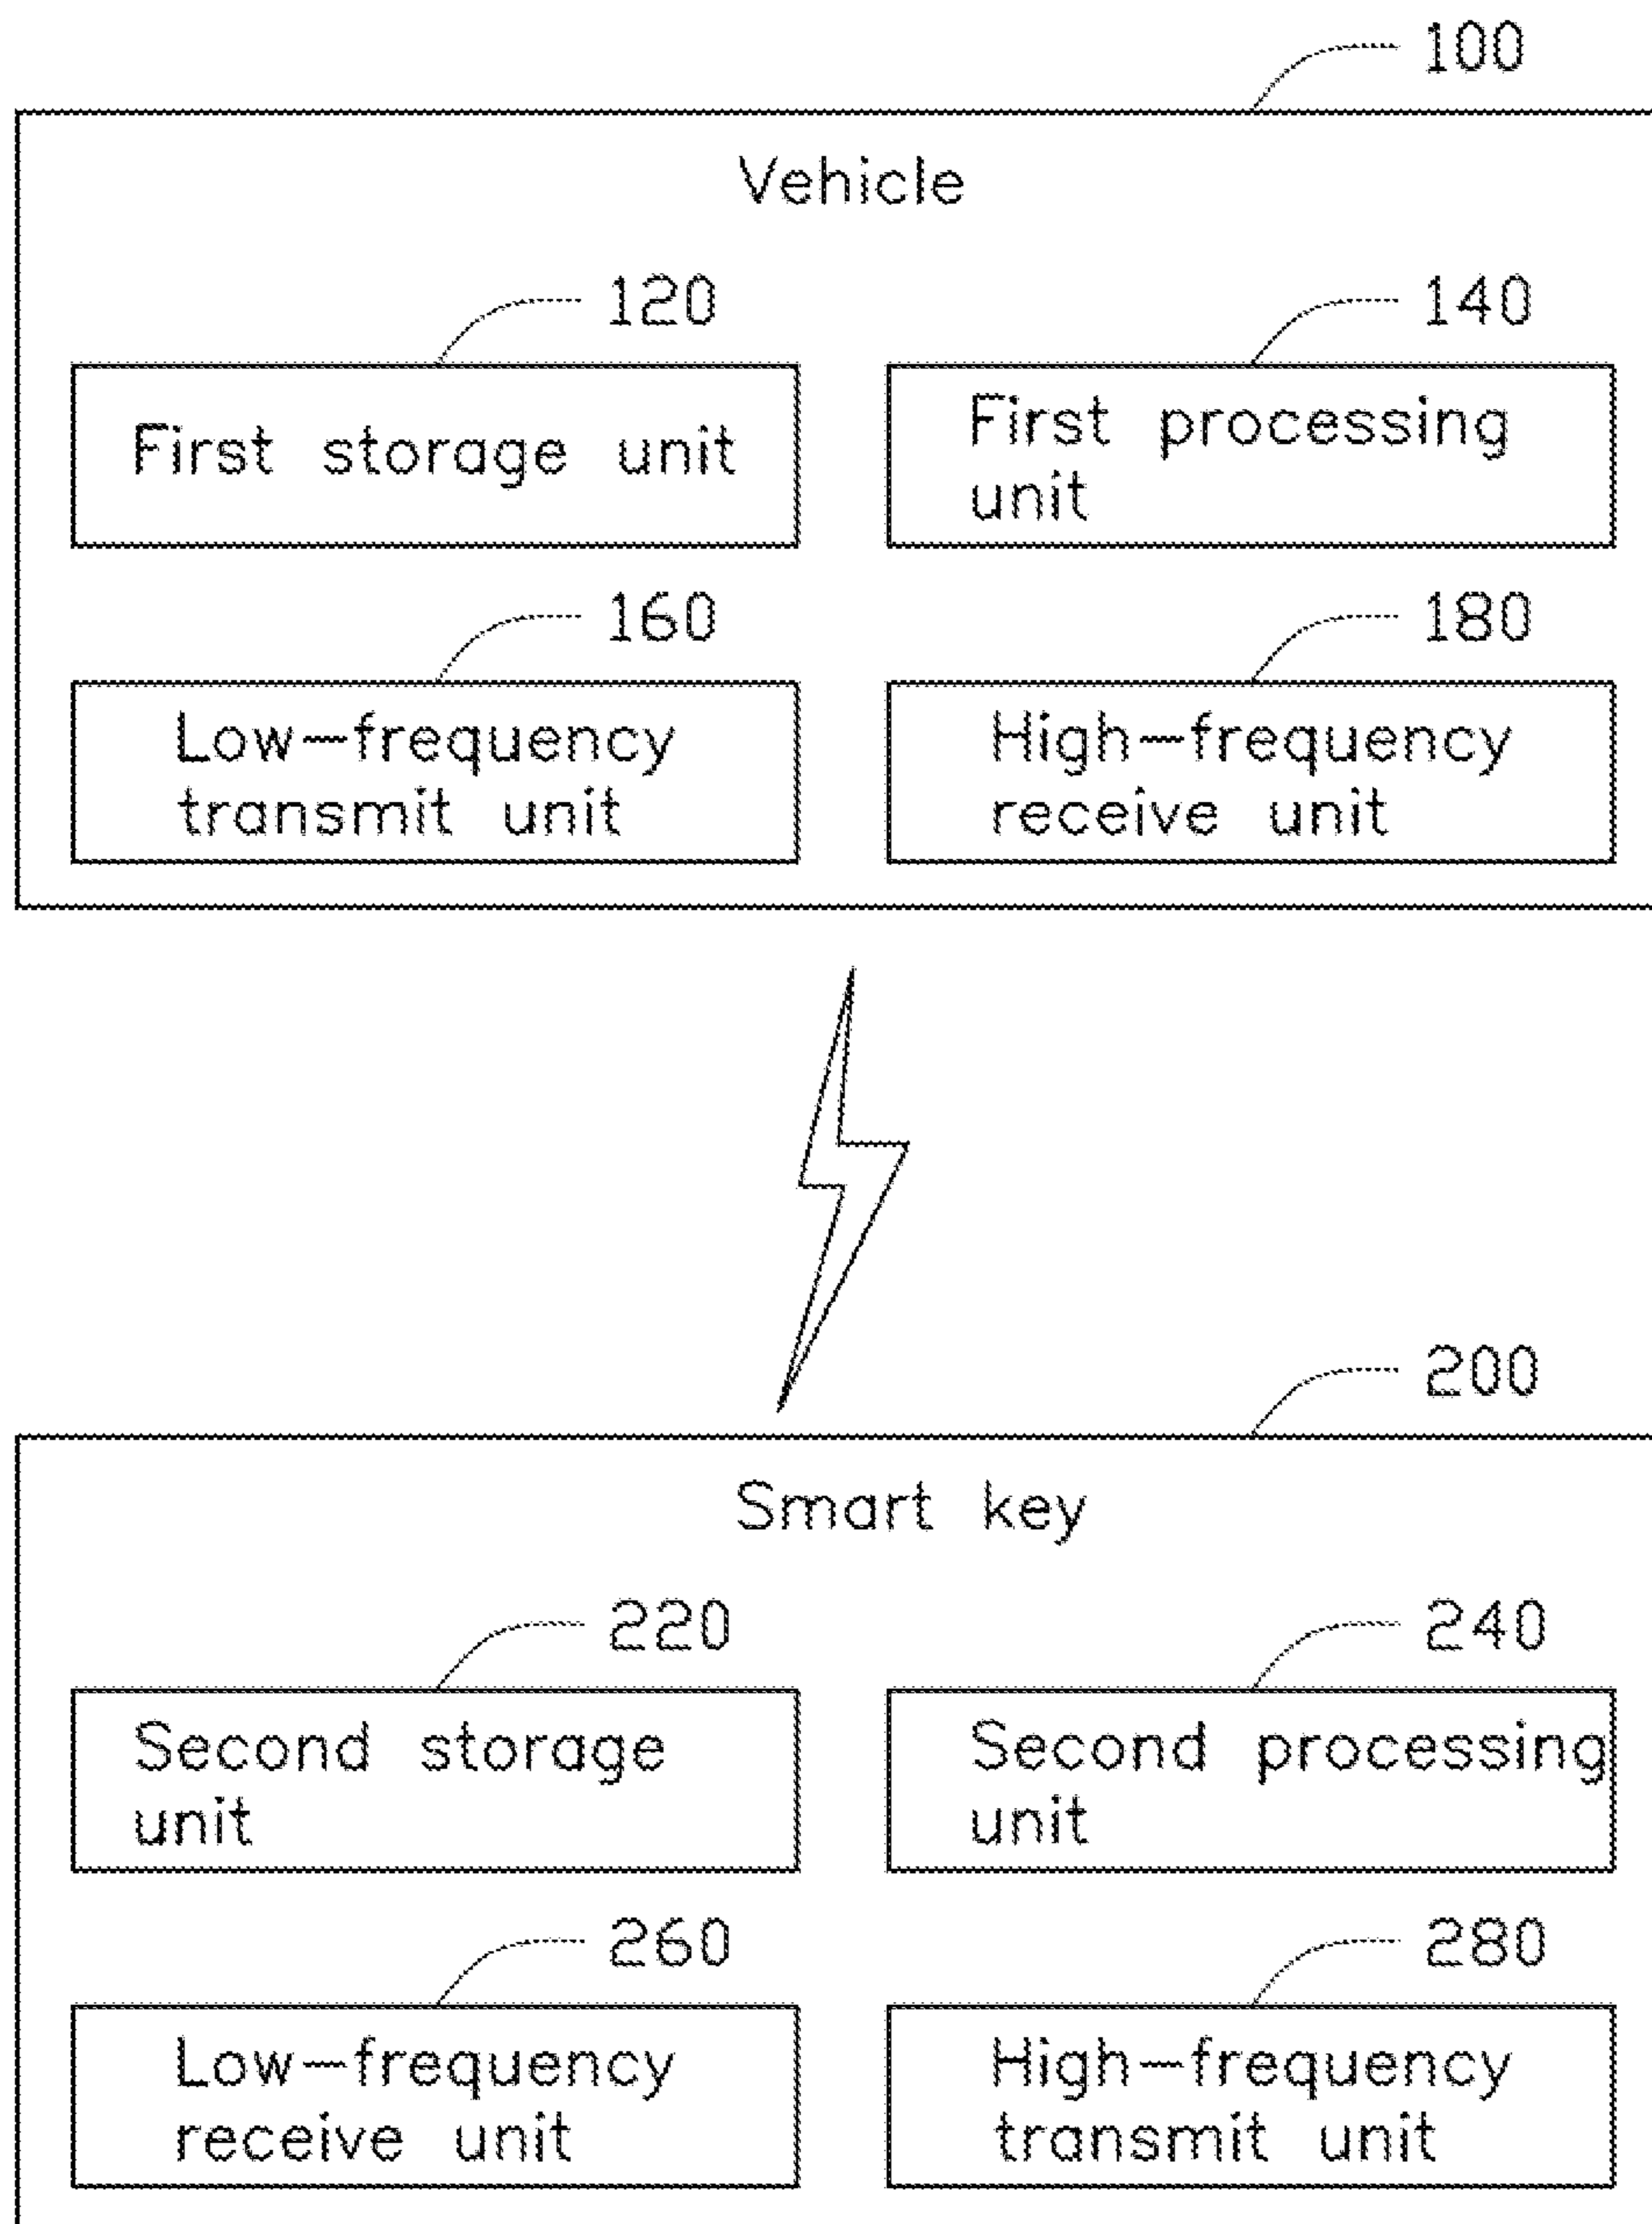 100
Vehicle
120
140
First storage unit
First processing
unit
160
180
Low-frequency
transmit unit
High-frequency
receive unit
200
Smart key
220
240
Second storage
unit
Second processing
unit
260
280
Low-frequency
receive unit
High-frequency
transmit unit